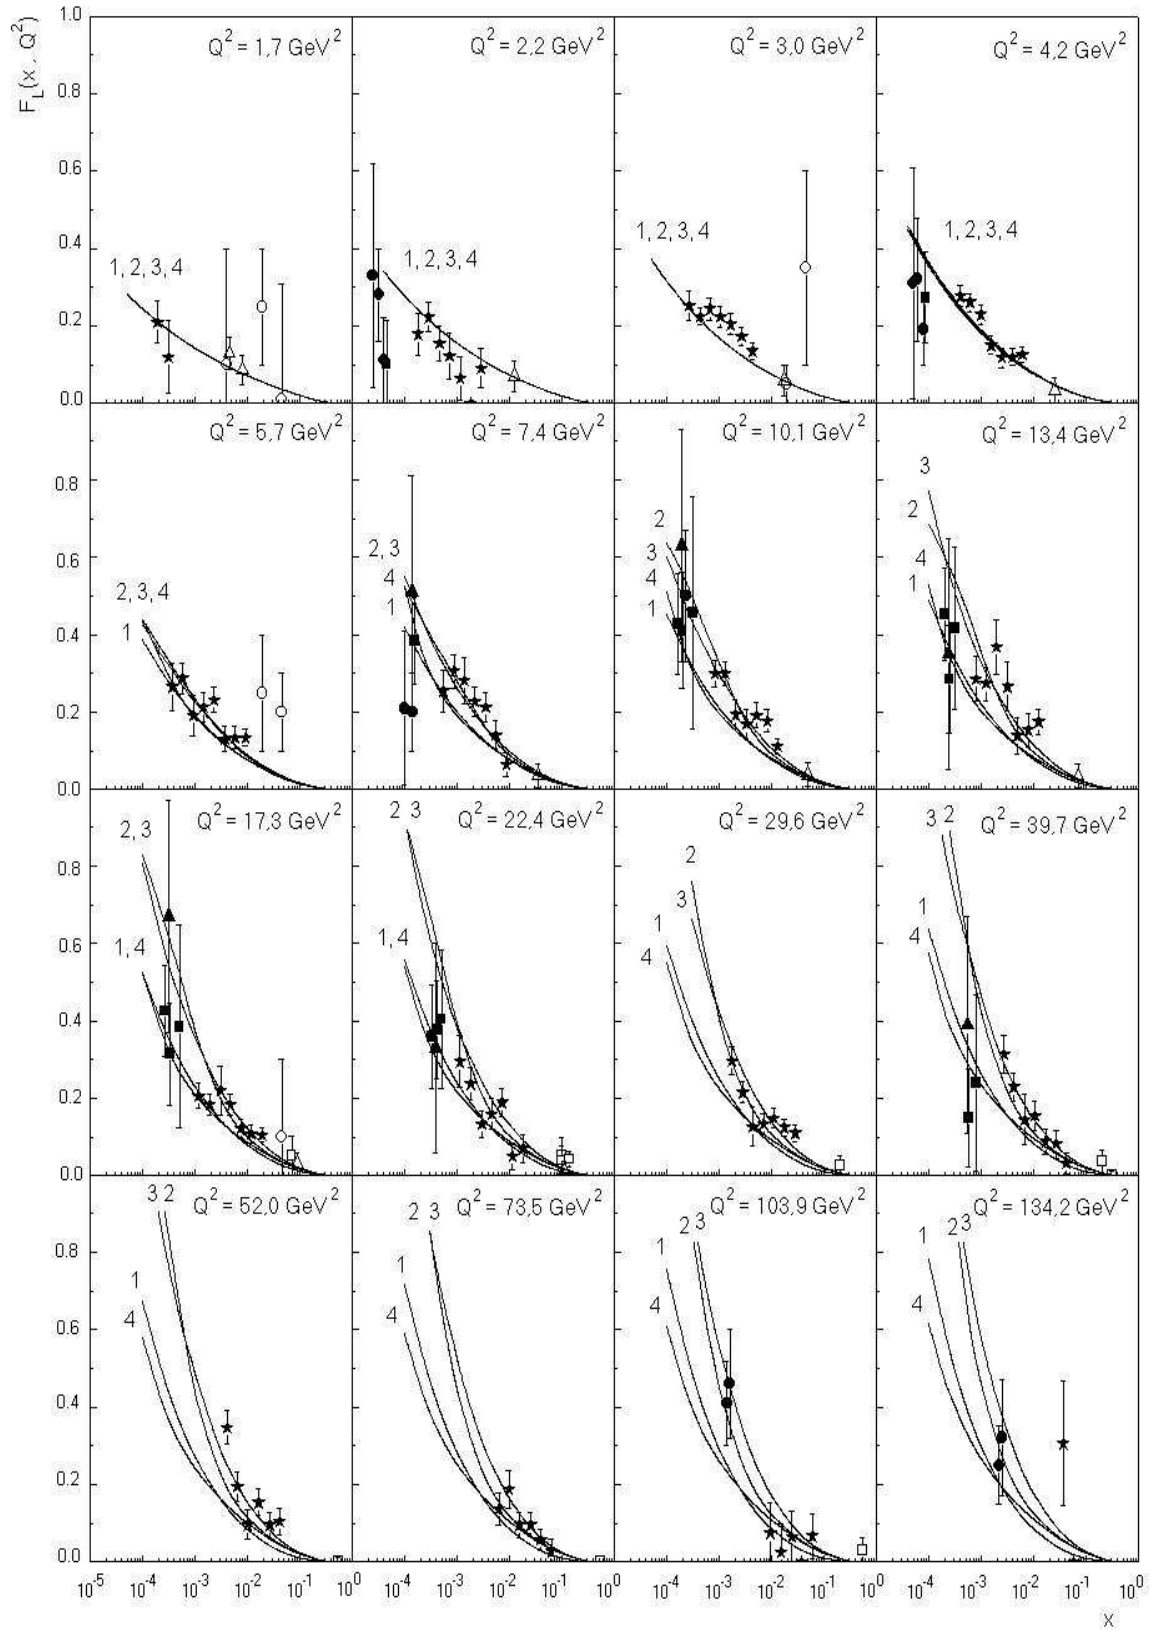 F_L(x , Q^2)
1.0
Q^2 = 1,7 GeV^2
Q^2 = 2,2 GeV^2
Q^2 = 3,0 GeV^2
Q^2 = 4,2 GeV^2
0.8
0.6
0.4
1, 2, 3, 4
1, 2, 3, 4
1, 2, 3, 4
1, 2, 3, 4
0.2
0.0
Q^2 = 5,7 GeV^2
Q^2 = 7,4 GeV^2
Q^2 = 10,1 GeV^2
Q^2 = 13,4 GeV^2
0.8
0.6
0.4
0.2
0.0
2, 3, 4
1
2, 3
4
1
2
3
4
1
3
2
4
1
Q^2 = 17,3 GeV^2
Q^2 = 22,4 GeV^2
Q^2 = 29,6 GeV^2
Q^2 = 39,7 GeV^2
0.8
0.6
0.4
0.2
0.0
2, 3
1, 4
2 3
1, 4
2
3
1
4
3 2
1
4
Q^2 = 52,0 GeV^2
Q^2 = 73,5 GeV^2
Q^2 = 103,9 GeV^2
Q^2 = 134,2 GeV^2
0.8
0.6
0.4
0.2
0.0
3 2
1
4
2 3
1
4
2 3
1
4
2 3
1
4
10^-5 10^-4 10^-3 10^-2 10^-1 10^0 10^-4 10^-3 10^-2 10^-1 10^0 10^-4 10^-3 10^-2 10^-1 10^0 10^-4 10^-3 10^-2 10^-1 10^0
x